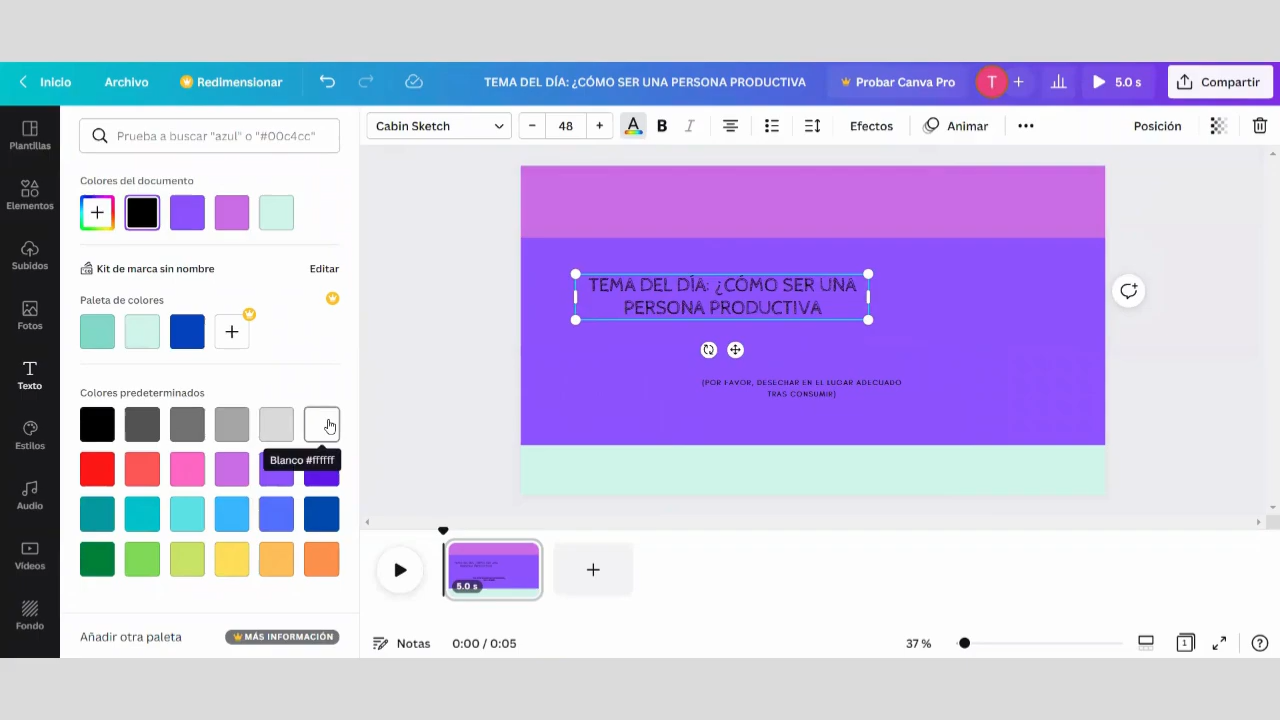 Inicio
Archivo
Redimensionar
TEMA DEL DÍA: ¿CÓMO SER UNA PERSONA PRODUCTIVA
Probar Canva Pro
T
+
5.0 s
Compartir
Plantillas
Elementos
Subidos
Fotos
Texto
Estilos
Audio
Vídeos
Fondo
Prueba a buscar "azul" o "#00c4cc"
Colores del documento
Kit de marca sin nombre
Editar
Paleta de colores
Colores predeterminados
Blanco #ffffff
Añadir otra paleta
MÁS INFORMACIÓN
Cabin Sketch
− 48 +
A
B
I
Efectos
Animar
Posición
TEMA DEL DÍA: ¿CÓMO SER UNA
PERSONA PRODUCTIVA
(POR FAVOR, DESECHAR EN EL LUGAR ADECUADO
TRAS CONSUMIR)
5.0 s
Notas
0:00 / 0:05
37 %
1
?